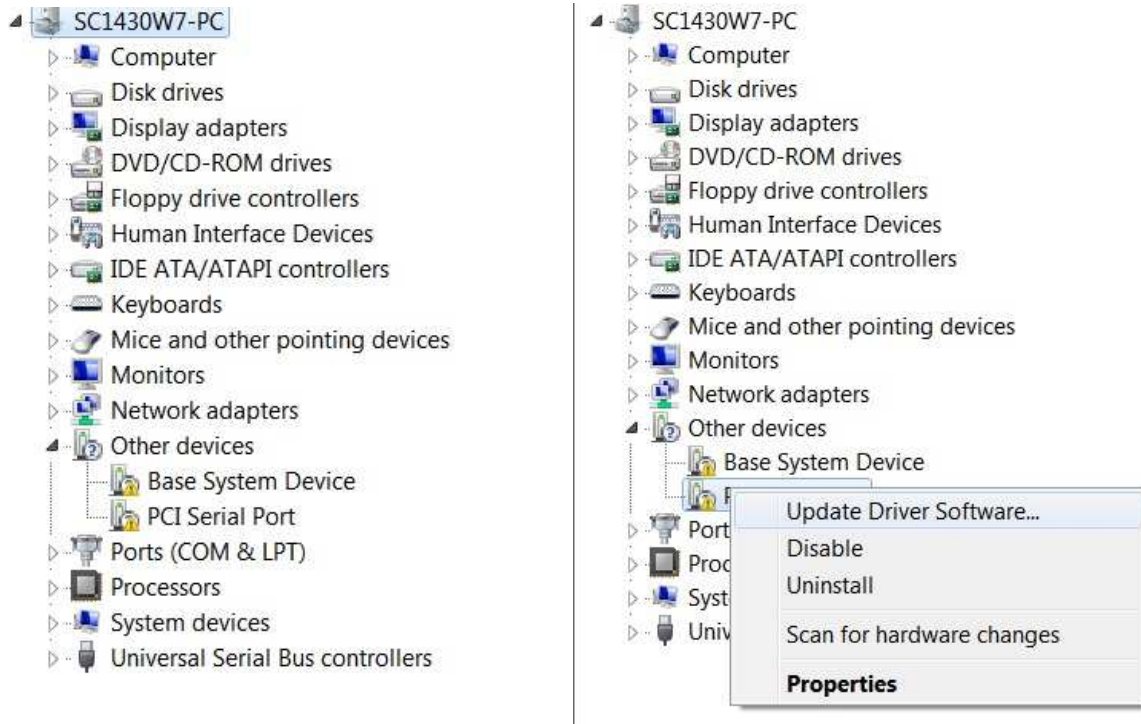 SC1430W7-PC
Computer
Disk drives
Display adapters
DVD/CD-ROM drives
Floppy drive controllers
Human Interface Devices
IDE ATA/ATAPI controllers
Keyboards
Mice and other pointing devices
Monitors
Network adapters
Other devices
Base System Device
PCI Serial Port
Ports (COM & LPT)
Processors
System devices
Universal Serial Bus controllers
SC1430W7-PC
Computer
Disk drives
Display adapters
DVD/CD-ROM drives
Floppy drive controllers
Human Interface Devices
IDE ATA/ATAPI controllers
Keyboards
Mice and other pointing devices
Monitors
Network adapters
Other devices
Base System Device
Port
Proc
Syst
Univ
Update Driver Software...
Disable
Uninstall
Scan for hardware changes
Properties